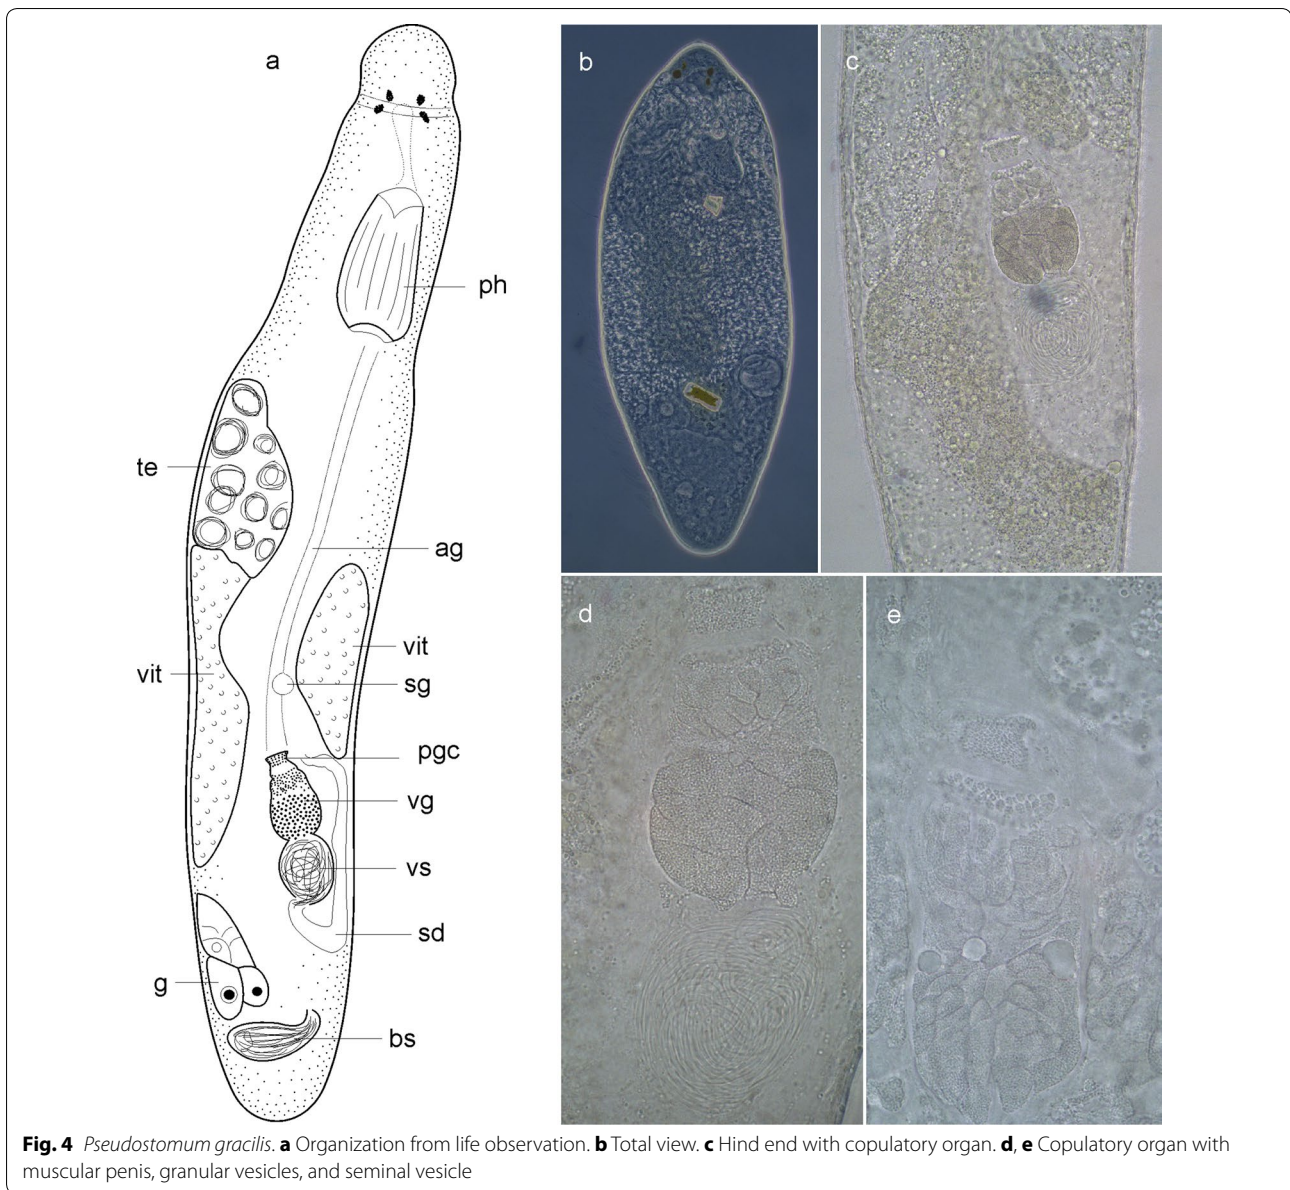 a
b
c
ph
te
ag
vit
vit
sg
pgc
vg
vs
sd
g
bs
d
e
Fig. 4 Pseudostomum gracilis. a Organization from life observation. b Total view. c Hind end with copulatory organ. d, e Copulatory organ with
muscular penis, granular vesicles, and seminal vesicle